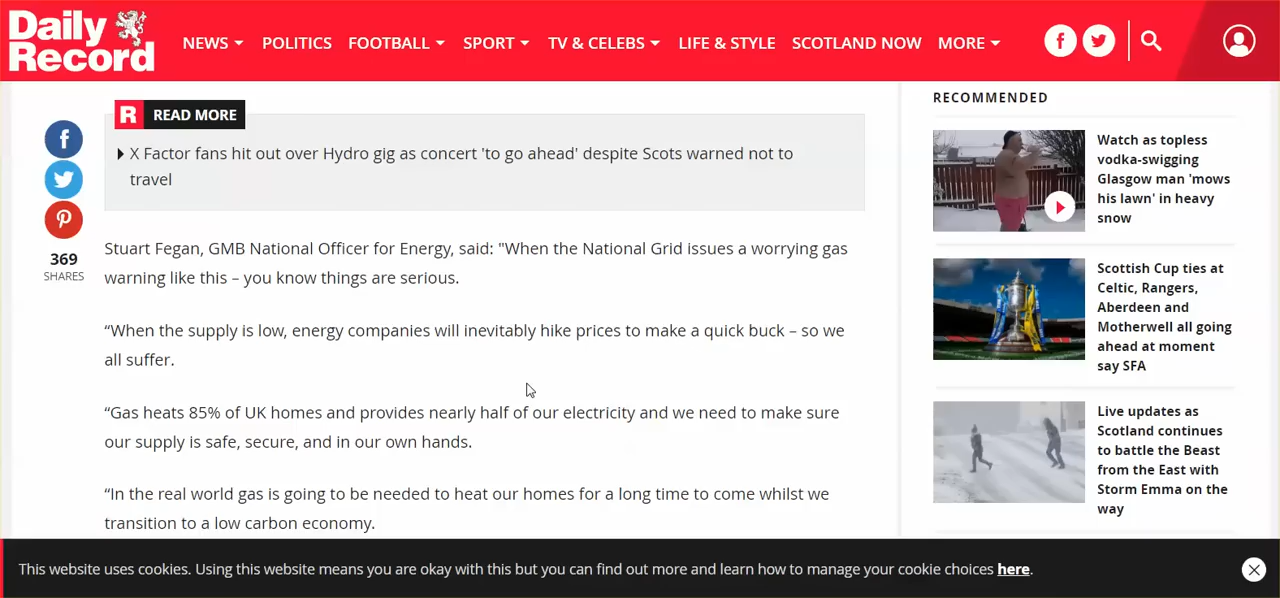 Daily
Record
NEWS
POLITICS
FOOTBALL
SPORT
TV & CELEBS
LIFE & STYLE
SCOTLAND NOW
MORE
369
SHARES
R READ MORE
X Factor fans hit out over Hydro gig as concert 'to go ahead' despite Scots warned not to
travel
Stuart Fegan, GMB National Officer for Energy, said: "When the National Grid issues a worrying gas
warning like this – you know things are serious.
“When the supply is low, energy companies will inevitably hike prices to make a quick buck – so we
all suffer.
“Gas heats 85% of UK homes and provides nearly half of our electricity and we need to make sure
our supply is safe, secure, and in our own hands.
“In the real world gas is going to be needed to heat our homes for a long time to come whilst we
transition to a low carbon economy.
RECOMMENDED
Watch as topless
vodka-swigging
Glasgow man 'mows
his lawn' in heavy
snow
Scottish Cup ties at
Celtic, Rangers,
Aberdeen and
Motherwell all going
ahead at moment
say SFA
Live updates as
Scotland continues
to battle the Beast
from the East with
Storm Emma on the
way
This website uses cookies. Using this website means you are okay with this but you can find out more and learn how to manage your cookie choices here.